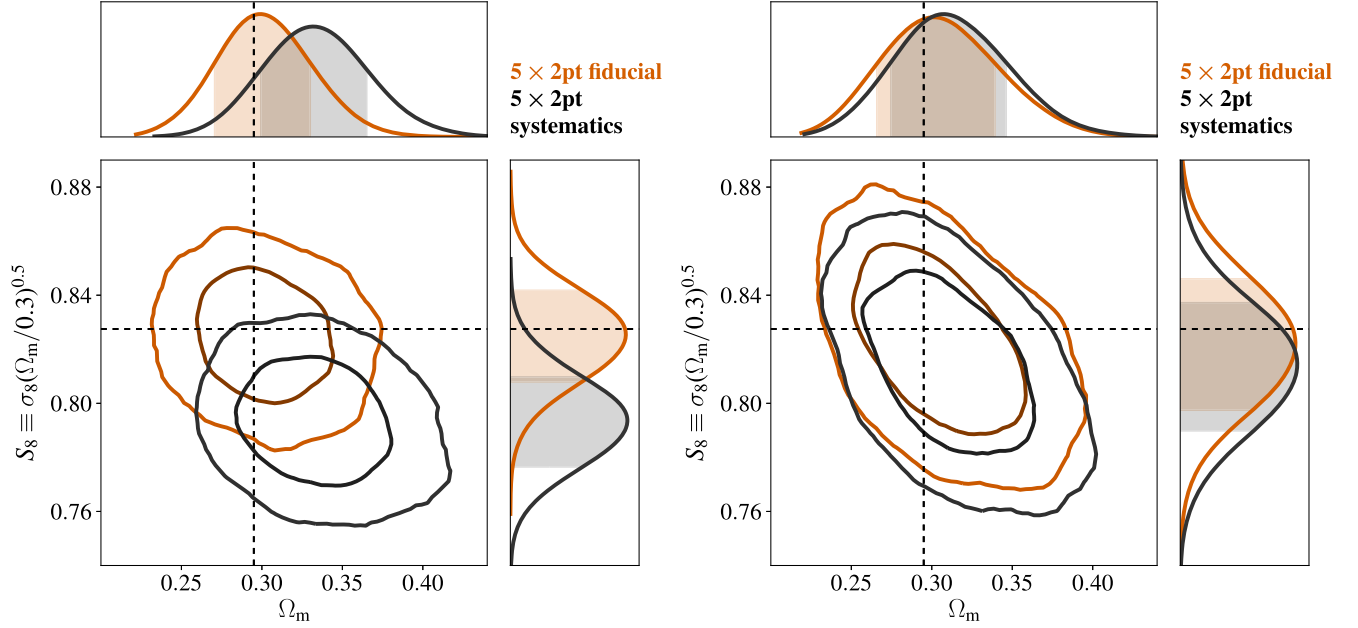 5 × 2pt fiducial
5 × 2pt
systematics
0.88
0.84
0.80
0.76
S₈ ≡ σ₈(Ωₘ/0.3)⁰·⁵
0.25
0.30
0.35
0.40
Ωₘ
5 × 2pt fiducial
5 × 2pt
systematics
0.88
0.84
0.80
0.76
S₈ ≡ σ₈(Ωₘ/0.3)⁰·⁵
0.25
0.30
0.35
0.40
Ωₘ